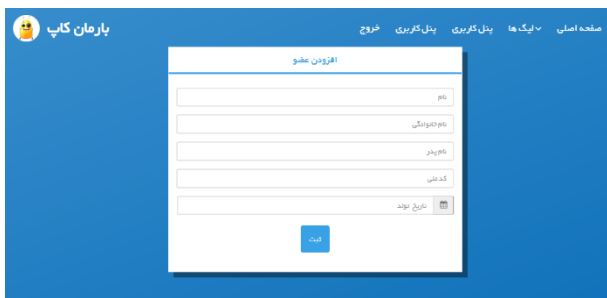 صفحه اصلی لیگ ها پنل کاربری پنل کاربری خروج بارمان کاپ
افزودن عضو
نام
نام خانوادگی
نام پدر
کد ملی
تاریخ تولد
ثبت